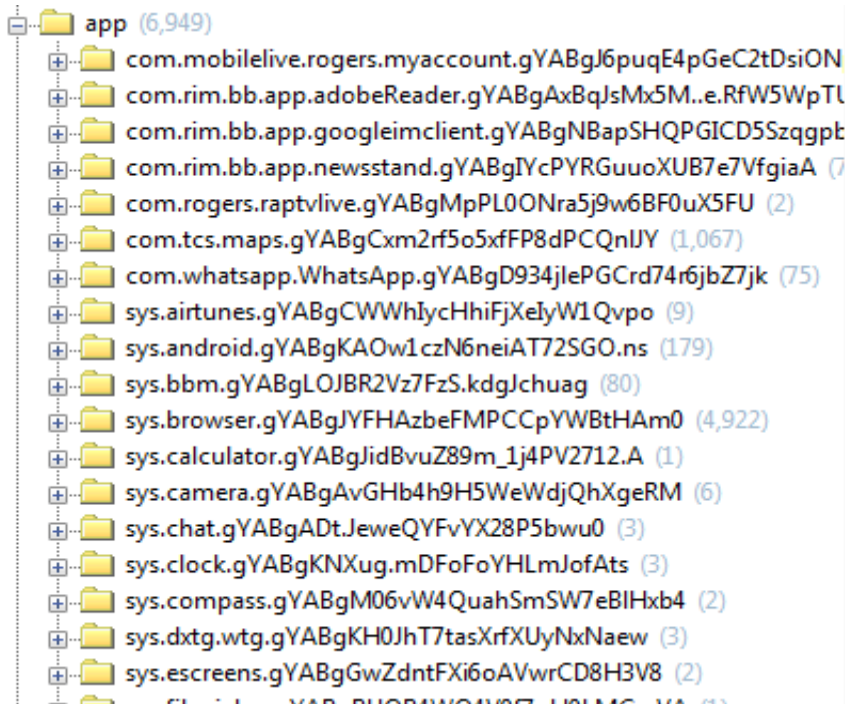 app (6,949)
com.mobilelive.rogers.myaccount.gYABgJ6puqE4pGeC2tDsiON
com.rim.bb.app.adobeReader.gYABgAxBqJsMx5M..e.RfW5WpTU
com.rim.bb.app.googleimclient.gYABgNBapSHQPGICD5Szqgpb
com.rim.bb.app.newsstand.gYABgIYcPYRGuuoXUB7e7VfgiaA (7
com.rogers.raptvlive.gYABgMpPL0ONra5j9w6BF0uX5FU (2)
com.tcs.maps.gYABgCxm2rf5o5xfFP8dPCQnIJY (1,067)
com.whatsapp.WhatsApp.gYABgD934jlePGCrd74r6jbZ7jk (75)
sys.airtunes.gYABgCWWhIycHhiFjXeIyW1Qvpo (9)
sys.android.gYABgKAOw1czN6neiAT72SGO.ns (179)
sys.bbm.gYABgLOJBR2Vz7FzS.kdgJchuag (80)
sys.browser.gYABgJYFHAzbeFMPCCpYWBtHAm0 (4,922)
sys.calculator.gYABgJidBvuZ89m_1j4PV2712.A (1)
sys.camera.gYABgAvGHb4h9H5WeWdjQhXgeRM (6)
sys.chat.gYABgADt.JeweQYFvYX28P5bwu0 (3)
sys.clock.gYABgKNXug.mDFoFoYHLmJofAts (3)
sys.compass.gYABgM06vW4QuahSmSW7eBlHxb4 (2)
sys.dxtg.wtg.gYABgKH0JhT7tasXrfXUyNxNaew (3)
sys.escreens.gYABgGwZdntFXi6oAVwrCD8H3V8 (2)